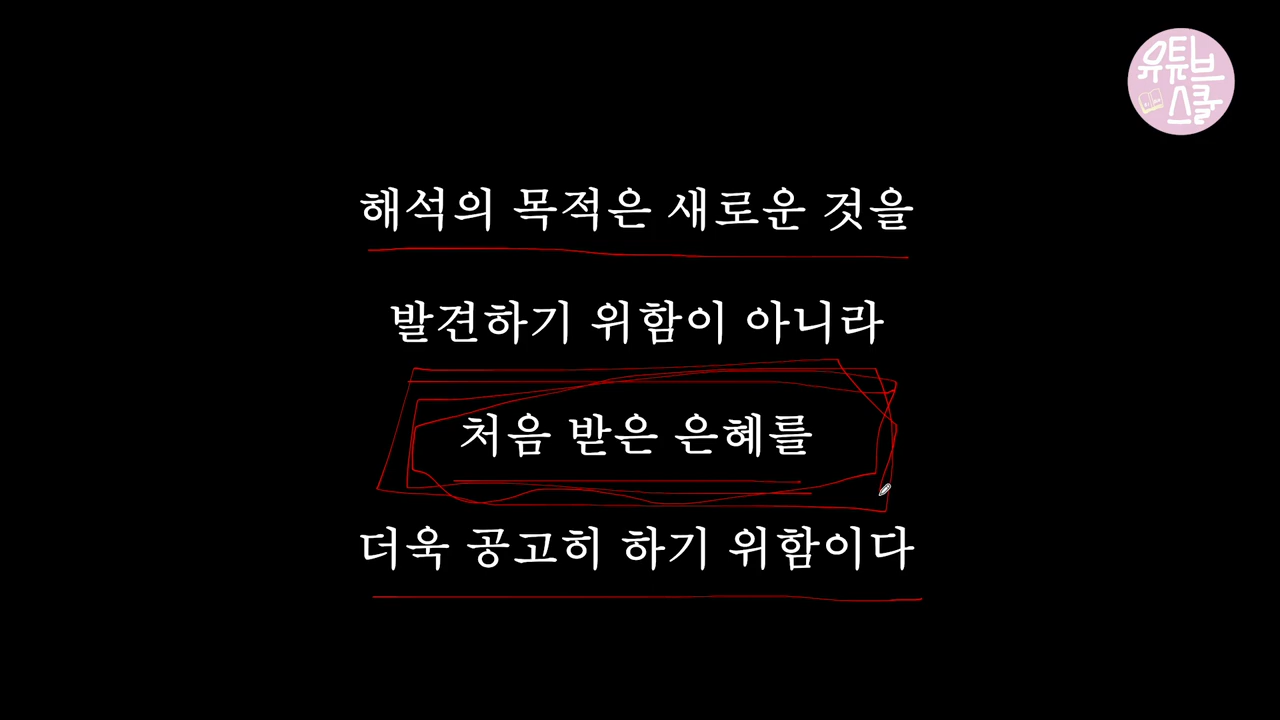 유튜브
스쿨
해석의 목적은 새로운 것을
발견하기 위함이 아니라
처음 받은 은혜를
더욱 공고히 하기 위함이다